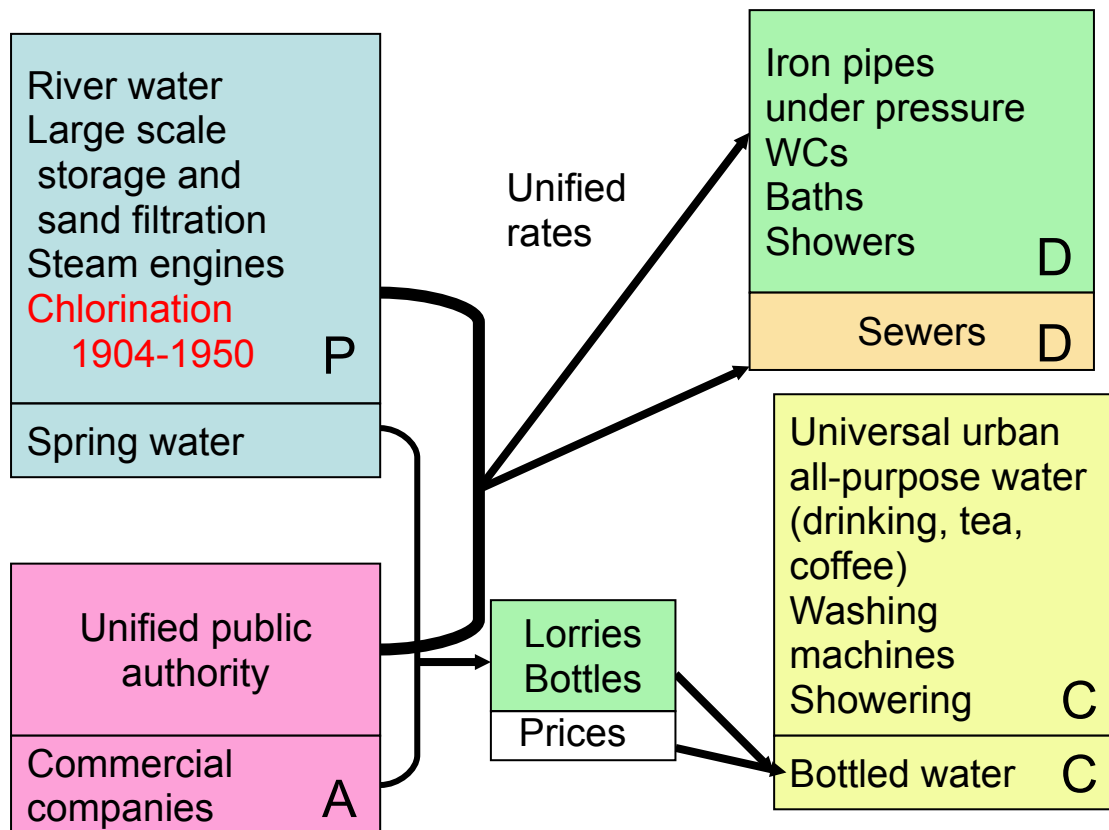 River water
Large scale
storage and
sand filtration
Steam engines
Chlorination
1904-1950
P
Spring water
Unified public
authority
Commercial
companies
A
Unified
rates
Lorries
Bottles
Prices
Iron pipes
under pressure
WCs
Baths
Showers
D
Sewers
D
Universal urban
all-purpose water
(drinking, tea,
coffee)
Washing
machines
Showering
C
Bottled water
C